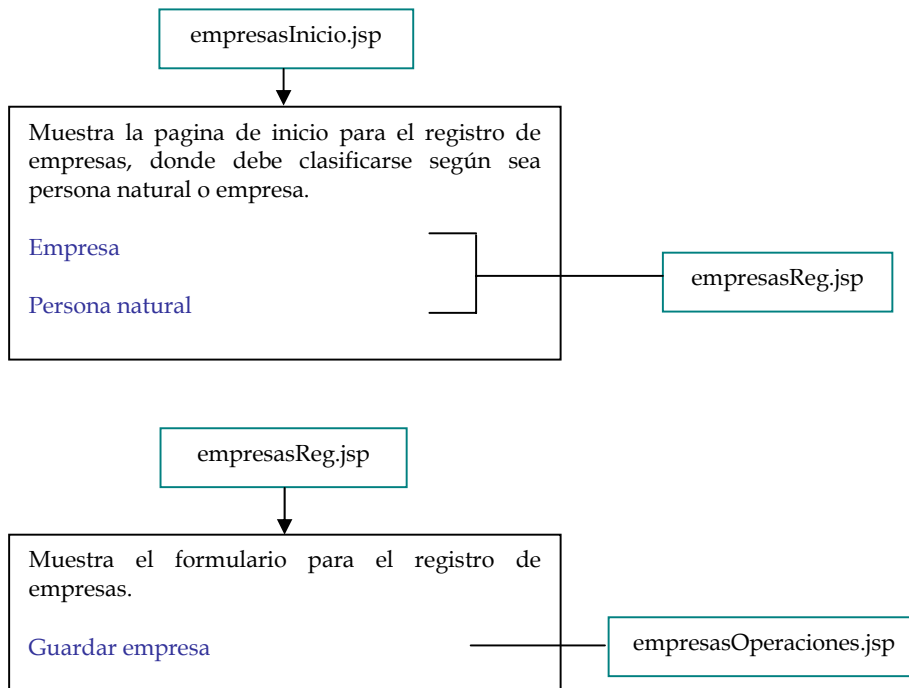 empresasInicio.jsp
Muestra la pagina de inicio para el registro de
empresas, donde debe clasificarse según sea
persona natural o empresa.
Empresa
empresasReg.jsp
Persona natural
empresasReg.jsp
Muestra el formulario para el registro de
empresas.
Guardar empresa
empresasOperaciones.jsp